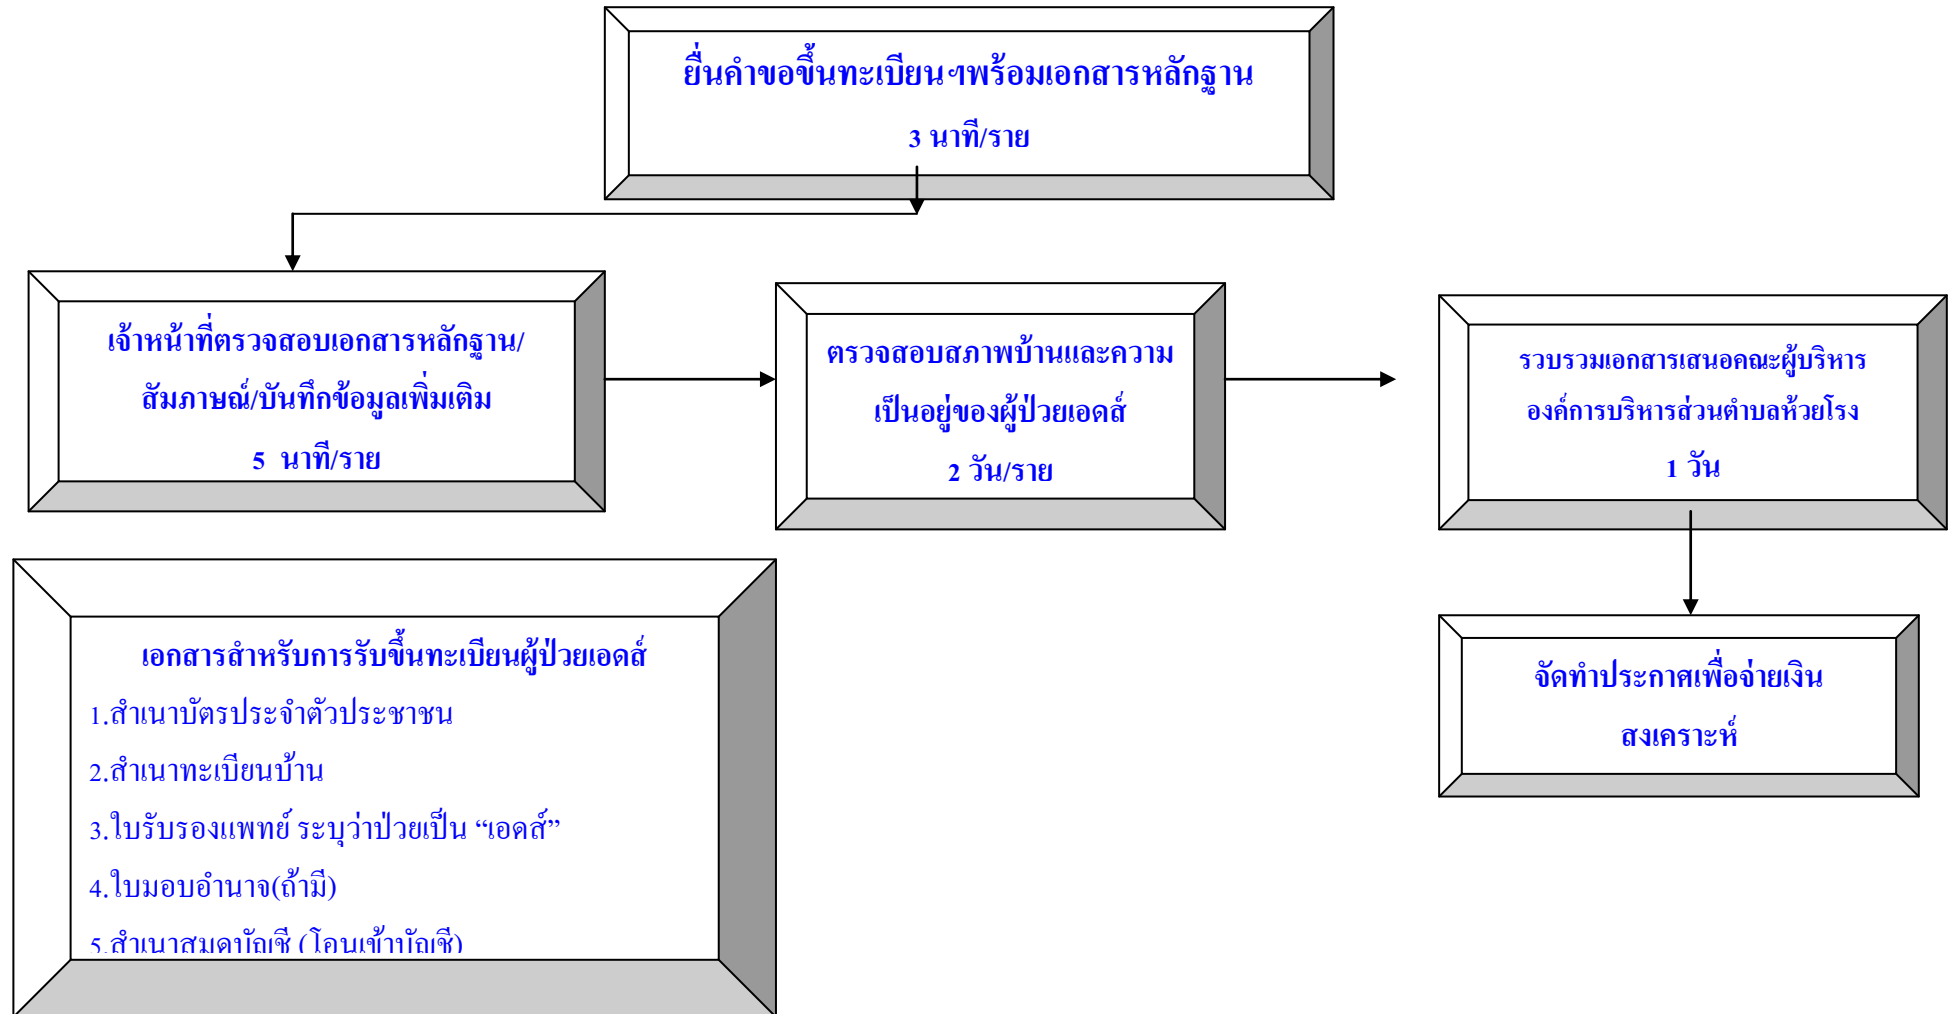 ยื่นคำขอขึ้นทะเบียนฯพร้อมเอกสารหลักฐาน
3 นาที/ราย
เจ้าหน้าที่ตรวจสอบเอกสารหลักฐาน/
สัมภาษณ์/บันทึกข้อมูลเพิ่มเติม
5 นาที/ราย
ตรวจสอบสภาพบ้านและความ
เป็นอยู่ของผู้ป่วยเอดส์
2 วัน/ราย
รวบรวมเอกสารเสนอคณะผู้บริหาร
องค์การบริหารส่วนตำบลห้วยโรง
1 วัน
จัดทำประกาศเพื่อจ่ายเงิน
สงเคราะห์
เอกสารสำหรับการรับขึ้นทะเบียนผู้ป่วยเอดส์
1.สำเนาบัตรประจำตัวประชาชน
2.สำเนาทะเบียนบ้าน
3.ใบรับรองแพทย์ ระบุว่าป่วยเป็น “เอดส์”
4.ใบมอบอำนาจ(ถ้ามี)
5.สำเนาสมุดบัญชี (โอนเข้าบัญชี)